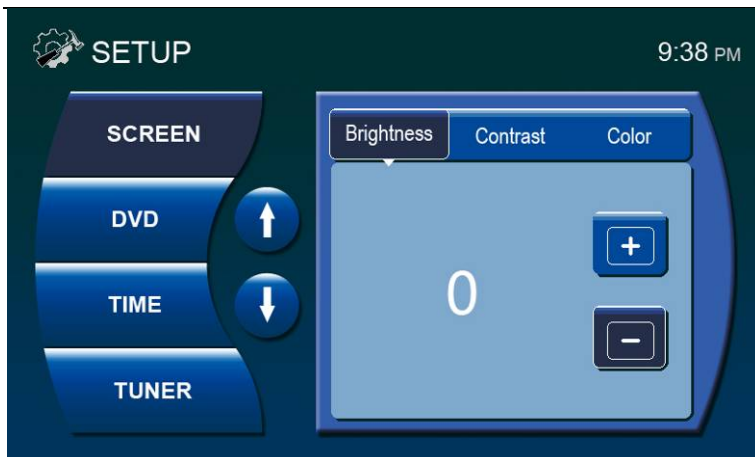 SETUP
9:38 PM
SCREEN
DVD
TIME
TUNER
Brightness Contrast Color
0
+
−